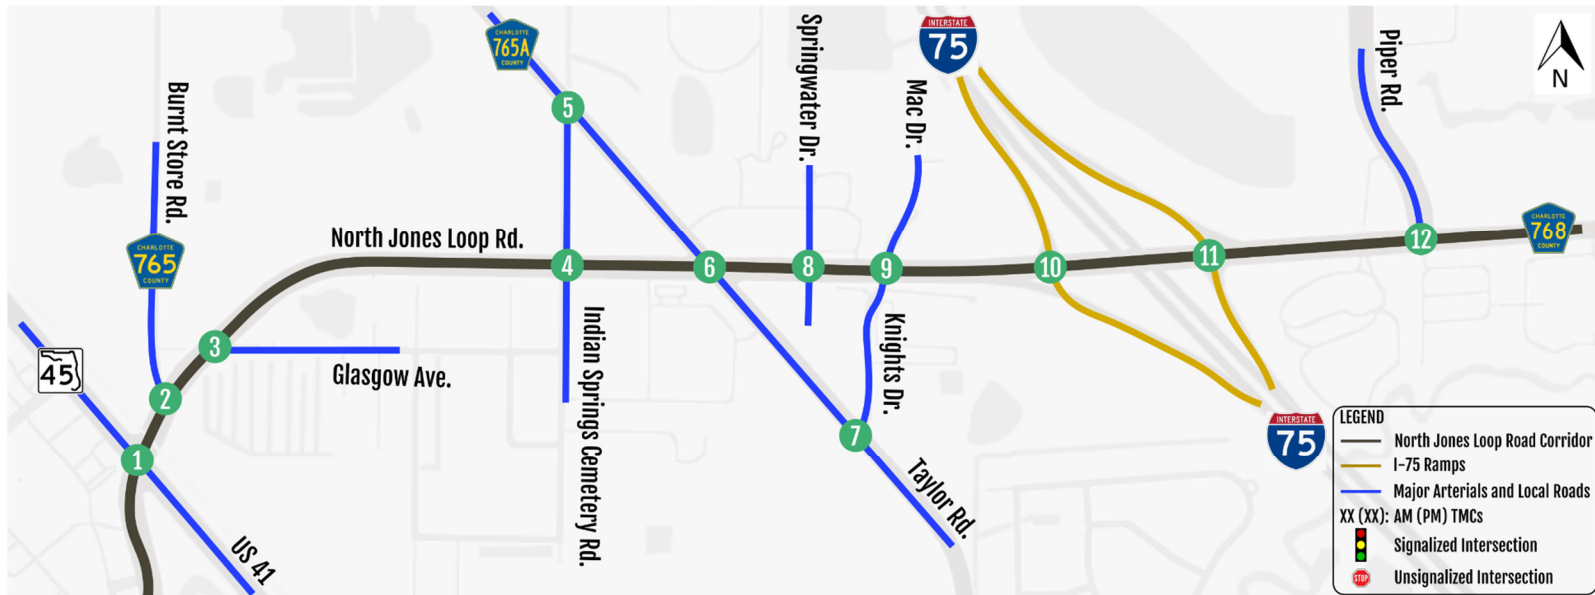 CHARLOTTE
765A
COUNTY
Springwater Dr.
INTERSTATE
75
Piper Rd.
N
Burnt Store Rd.
5
Mac Dr.
CHARLOTTE
765
COUNTY
North Jones Loop Rd.
4
6
8
9
10
11
12
CHARLOTTE
768
COUNTY
3
Glasgow Ave.
Indian Springs Cemetery Rd.
Knights Dr.
45
2
1
7
US 41
Taylor Rd.
INTERSTATE
75
LEGEND
North Jones Loop Road Corridor
I-75 Ramps
Major Arterials and Local Roads
XX (XX): AM (PM) TMCs
Signalized Intersection
STOP
Unsignalized Intersection